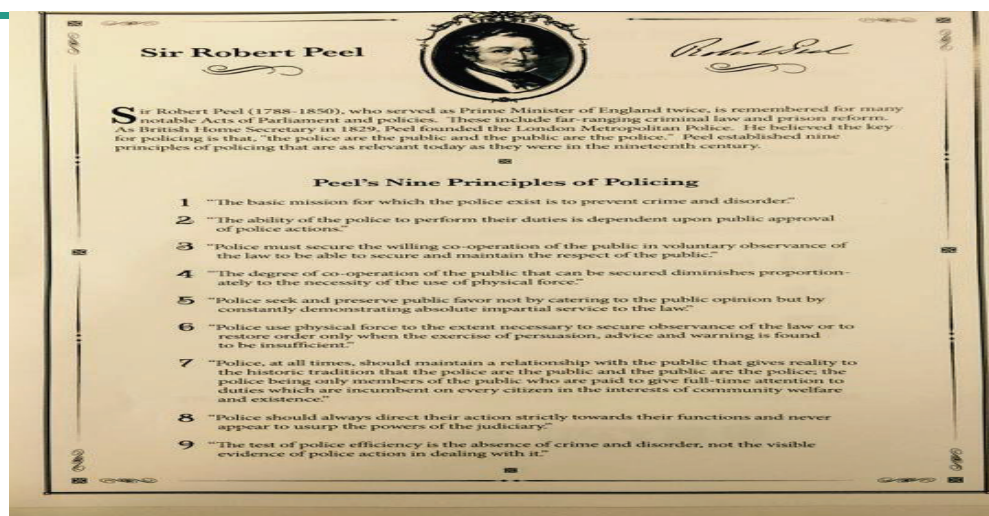 Sir Robert Peel
Robert Peel
Sir Robert Peel (1788-1850), who served as Prime Minister of England twice, is remembered for many
notable Acts of Parliament and policies. These include far-ranging criminal law and prison reform.
As British Home Secretary in 1829, Peel founded the London Metropolitan Police. He believed the key
for policing is that, "the police are the public and the public are the police." Peel established nine
principles of policing that are as relevant today as they were in the nineteenth century.
Peel's Nine Principles of Policing
1 "The basic mission for which the police exist is to prevent crime and disorder."
2 "The ability of the police to perform their duties is dependent upon public approval
of police actions."
3 "Police must secure the willing co-operation of the public in voluntary observance of
the law to be able to secure and maintain the respect of the public."
4 "The degree of co-operation of the public that can be secured diminishes proportion-
ately to the necessity of the use of physical force."
5 "Police seek and preserve public favor not by catering to the public opinion but by
constantly demonstrating absolute impartial service to the law."
6 "Police use physical force to the extent necessary to secure observance of the law or to
restore order only when the exercise of persuasion, advice and warning is found
to be insufficient."
7 "Police, at all times, should maintain a relationship with the public that gives reality to
the historic tradition that the police are the public and the public are the police; the
police being only members of the public who are paid to give full-time attention to
duties which are incumbent on every citizen in the interests of community welfare
and existence."
8 "Police should always direct their action strictly towards their functions and never
appear to usurp the powers of the judiciary."
9 "The test of police efficiency is the absence of crime and disorder, not the visible
evidence of police action in dealing with it."